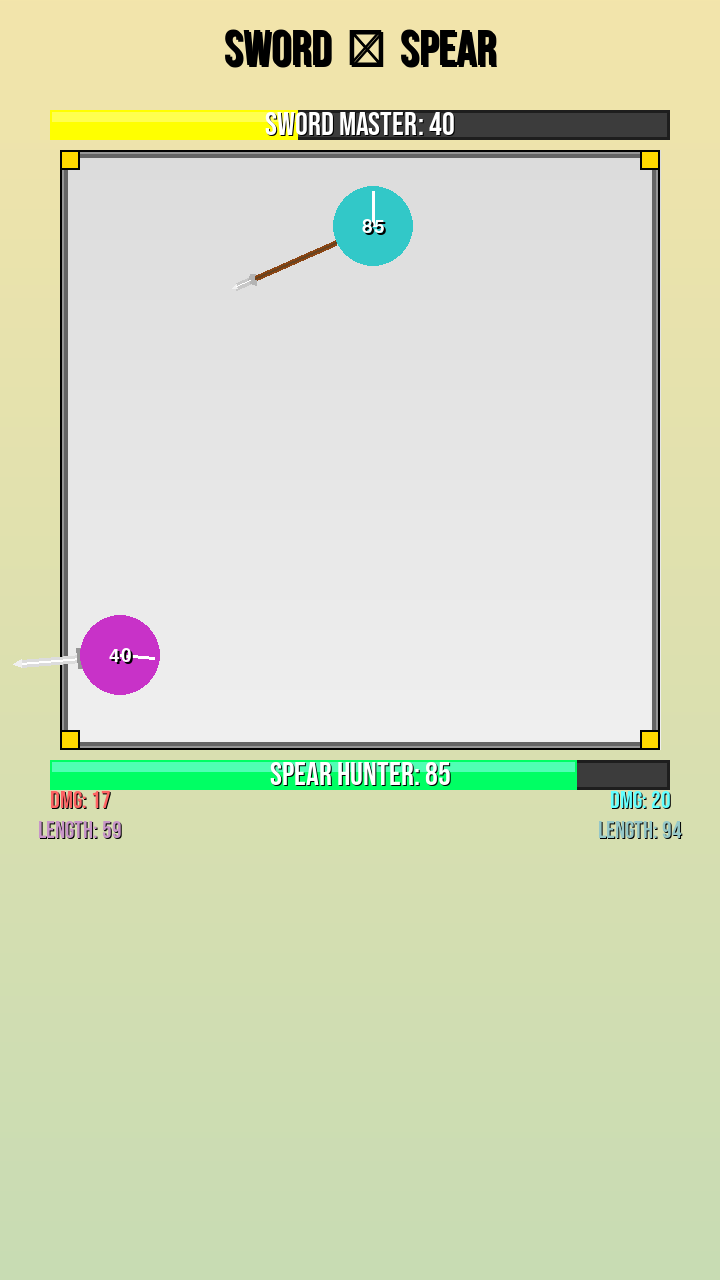 SWORD ☒ SPEAR
SWORD MASTER: 40
85
40
SPEAR HUNTER: 85
DMG: 17
DMG: 20
LENGTH: 59
LENGTH: 94